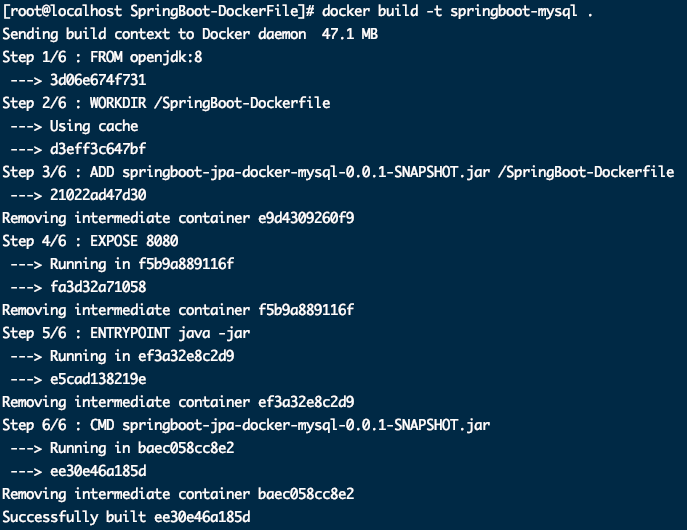 [root@localhost SpringBoot-DockerFile]# docker build -t springboot-mysql .
Sending build context to Docker daemon  47.1 MB
Step 1/6 : FROM openjdk:8
 ---> 3d06e674f731
Step 2/6 : WORKDIR /SpringBoot-Dockerfile
 ---> Using cache
 ---> d3eff3c647bf
Step 3/6 : ADD springboot-jpa-docker-mysql-0.0.1-SNAPSHOT.jar /SpringBoot-Dockerfile
 ---> 21022ad47d30
Removing intermediate container e9d4309260f9
Step 4/6 : EXPOSE 8080
 ---> Running in f5b9a889116f
 ---> fa3d32a71058
Removing intermediate container f5b9a889116f
Step 5/6 : ENTRYPOINT java -jar
 ---> Running in ef3a32e8c2d9
 ---> e5cad138219e
Removing intermediate container ef3a32e8c2d9
Step 6/6 : CMD springboot-jpa-docker-mysql-0.0.1-SNAPSHOT.jar
 ---> Running in baec058cc8e2
 ---> ee30e46a185d
Removing intermediate container baec058cc8e2
Successfully built ee30e46a185d